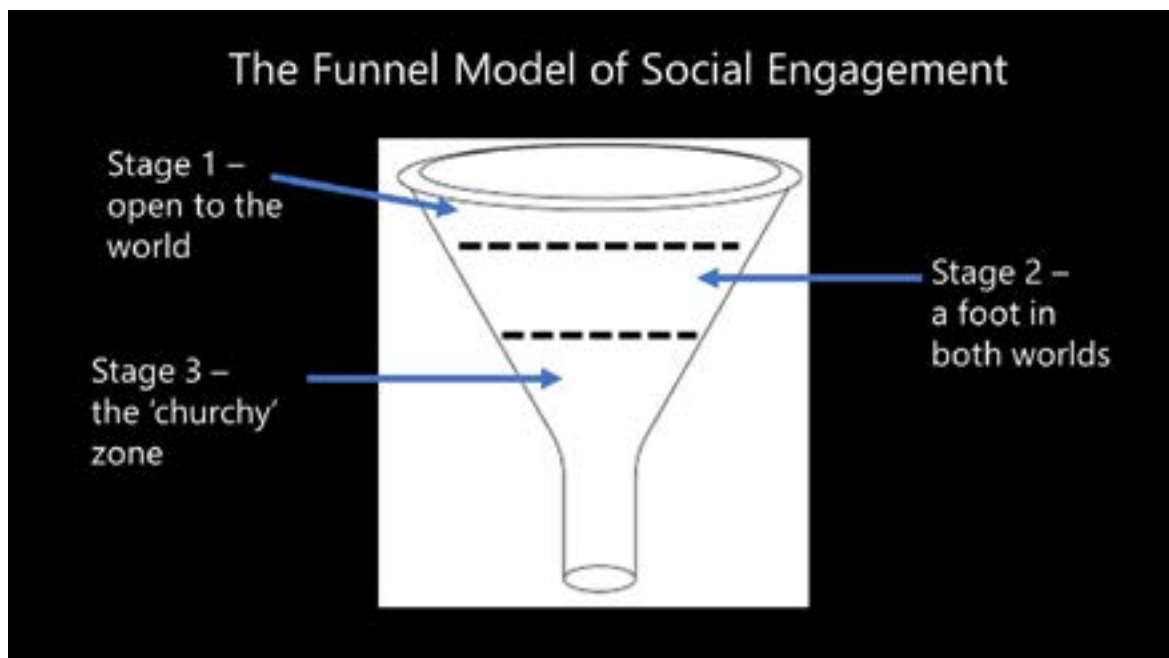 The Funnel Model of Social Engagement
Stage 1 –
open to the
world
Stage 2 –
a foot in
both worlds
Stage 3 –
the ‘churchy’
zone